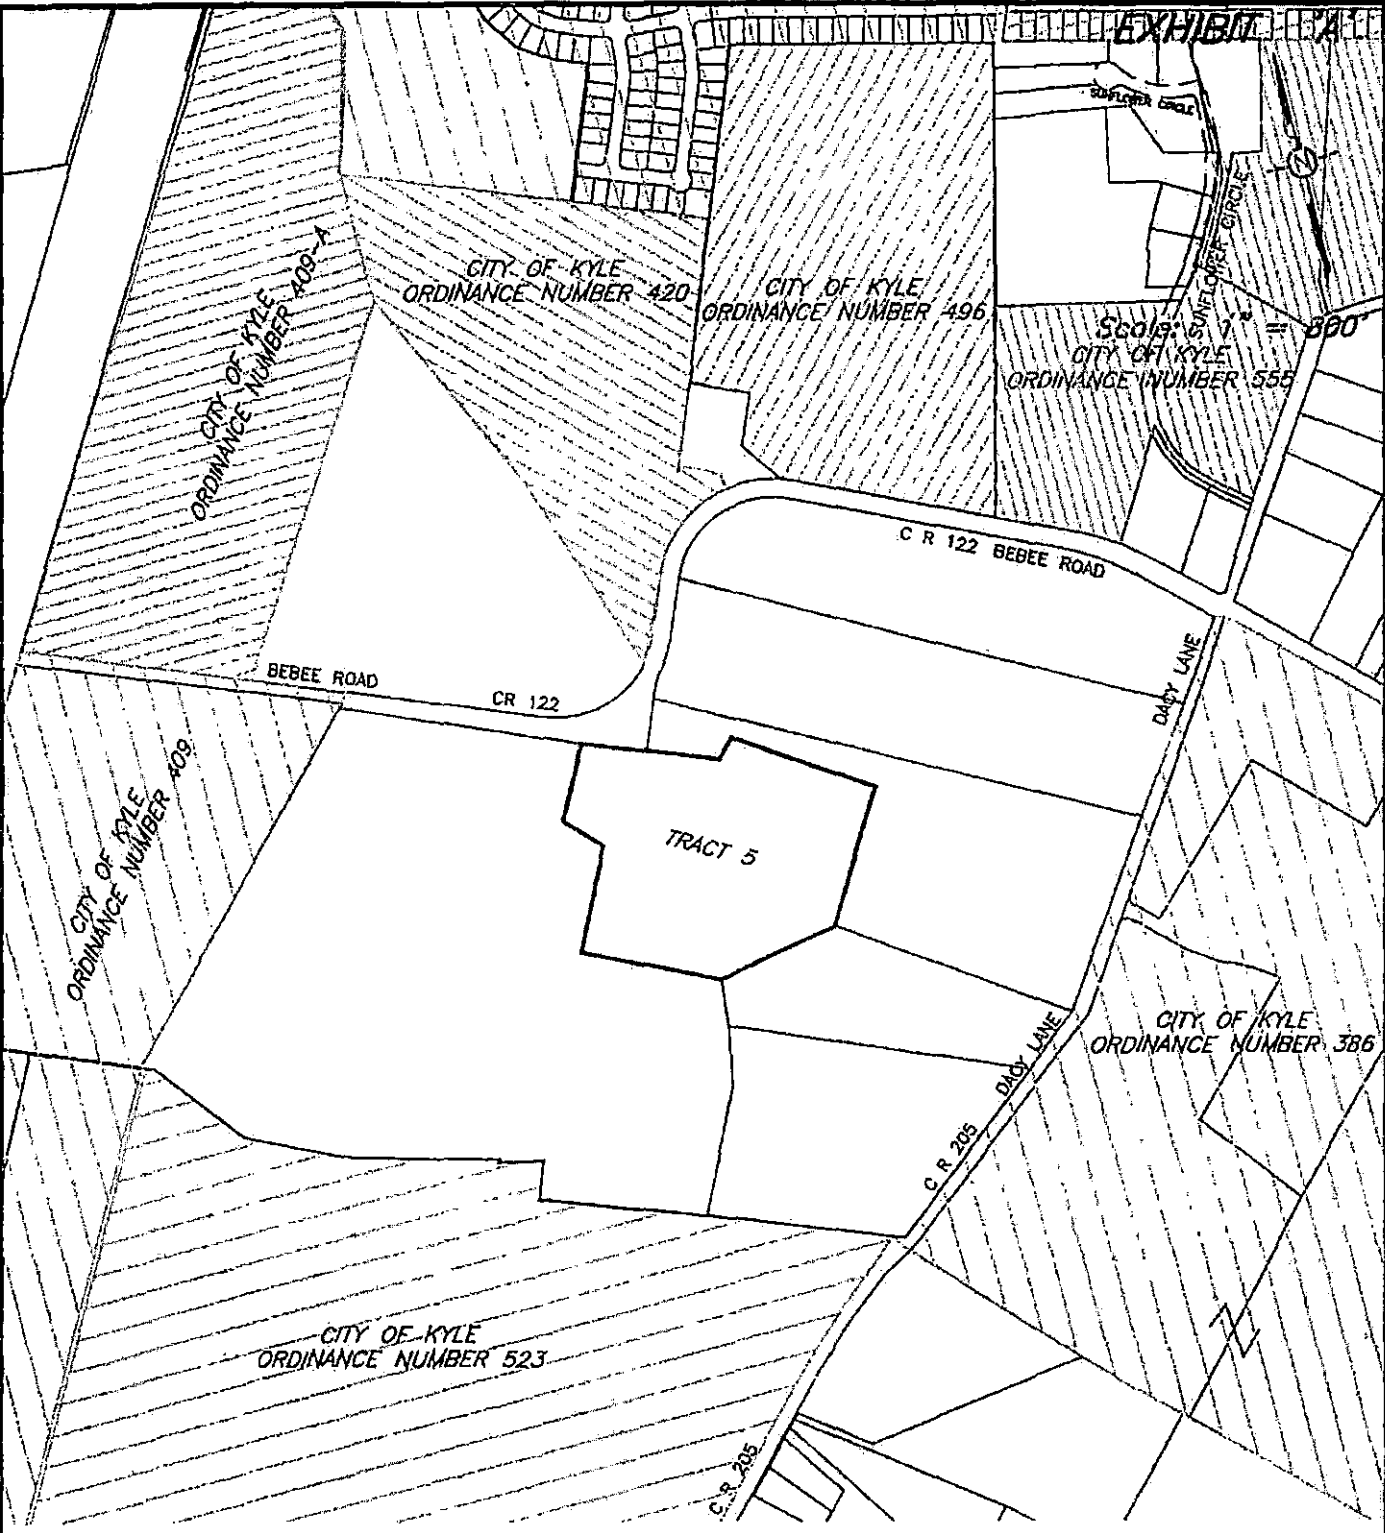 EXHIBIT "A"
SUNFLOWER CIRCLE
SUNFLOWER CIRCLE
N
CITY OF KYLE
ORDINANCE NUMBER 409-A
CITY OF KYLE
ORDINANCE NUMBER 420
CITY OF KYLE
ORDINANCE NUMBER 496
Scale: 1" = 800'
CITY OF KYLE
ORDINANCE NUMBER 555
C R 122 BEBEE ROAD
BEBEE ROAD
CR 122
DACY LANE
CITY OF KYLE
ORDINANCE NUMBER 409
TRACT 5
CITY OF KYLE
ORDINANCE NUMBER 386
DACY LANE
C R 205
CITY OF KYLE
ORDINANCE NUMBER 523
C R 205